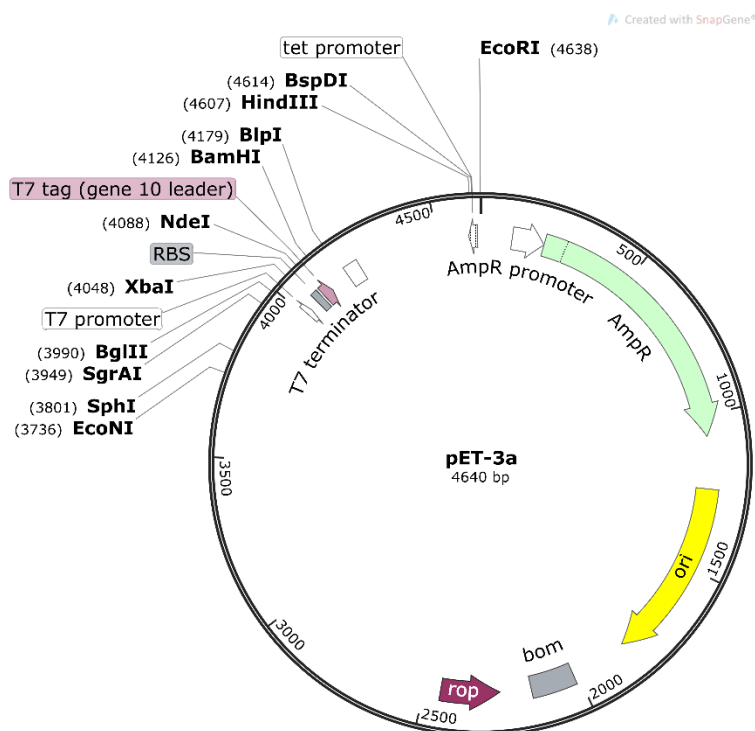 Created with SnapGene®
tet promoter
EcoRI (4638)
(4614) BspDI
(4607) HindIII
(4179) BlpI
(4126) BamHI
T7 tag (gene 10 leader)
(4088) NdeI
RBS
(4048) XbaI
T7 promoter
(3990) BglII
(3949) SgrAI
(3801) SphI
(3736) EcoNI
4500
500
AmpR promoter
AmpR
4000
T7 terminator
1000
pET-3a
4640 bp
3500
1500
ori
3000
bom
rop
2000
2500